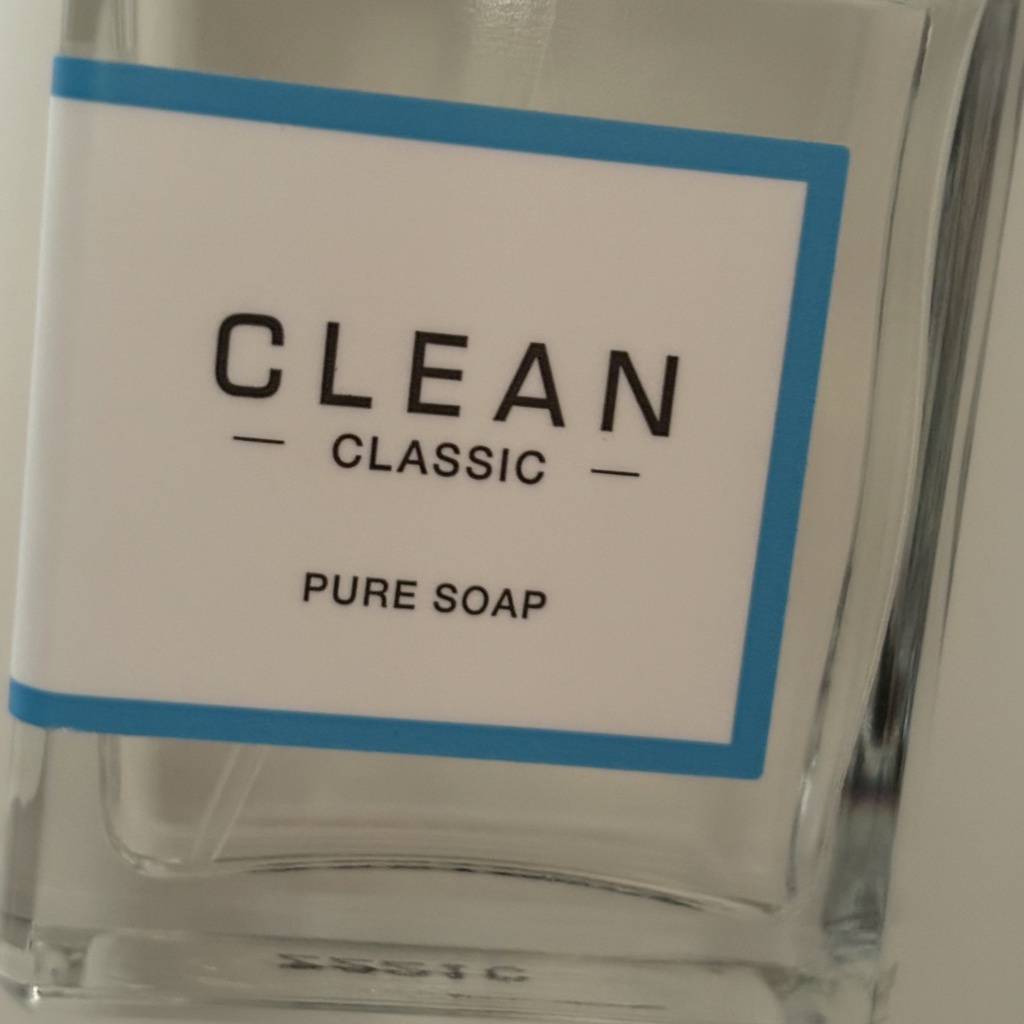 CLEAN
— CLASSIC —
PURE SOAP